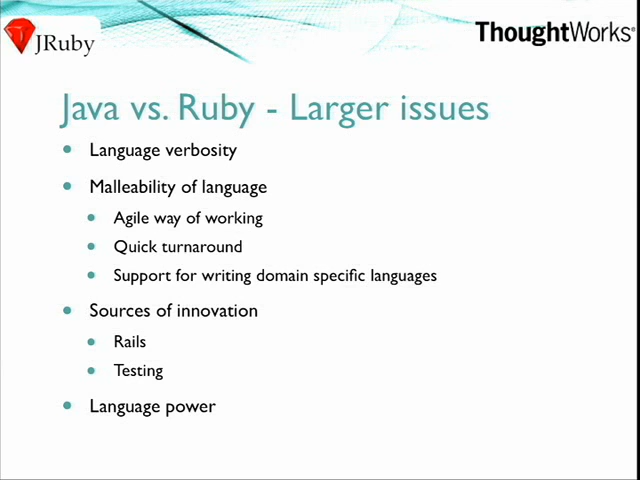 JRuby
ThoughtWorks®
Java vs. Ruby - Larger issues
• Language verbosity
• Malleability of language
• Agile way of working
• Quick turnaround
• Support for writing domain specific languages
• Sources of innovation
• Rails
• Testing
• Language power